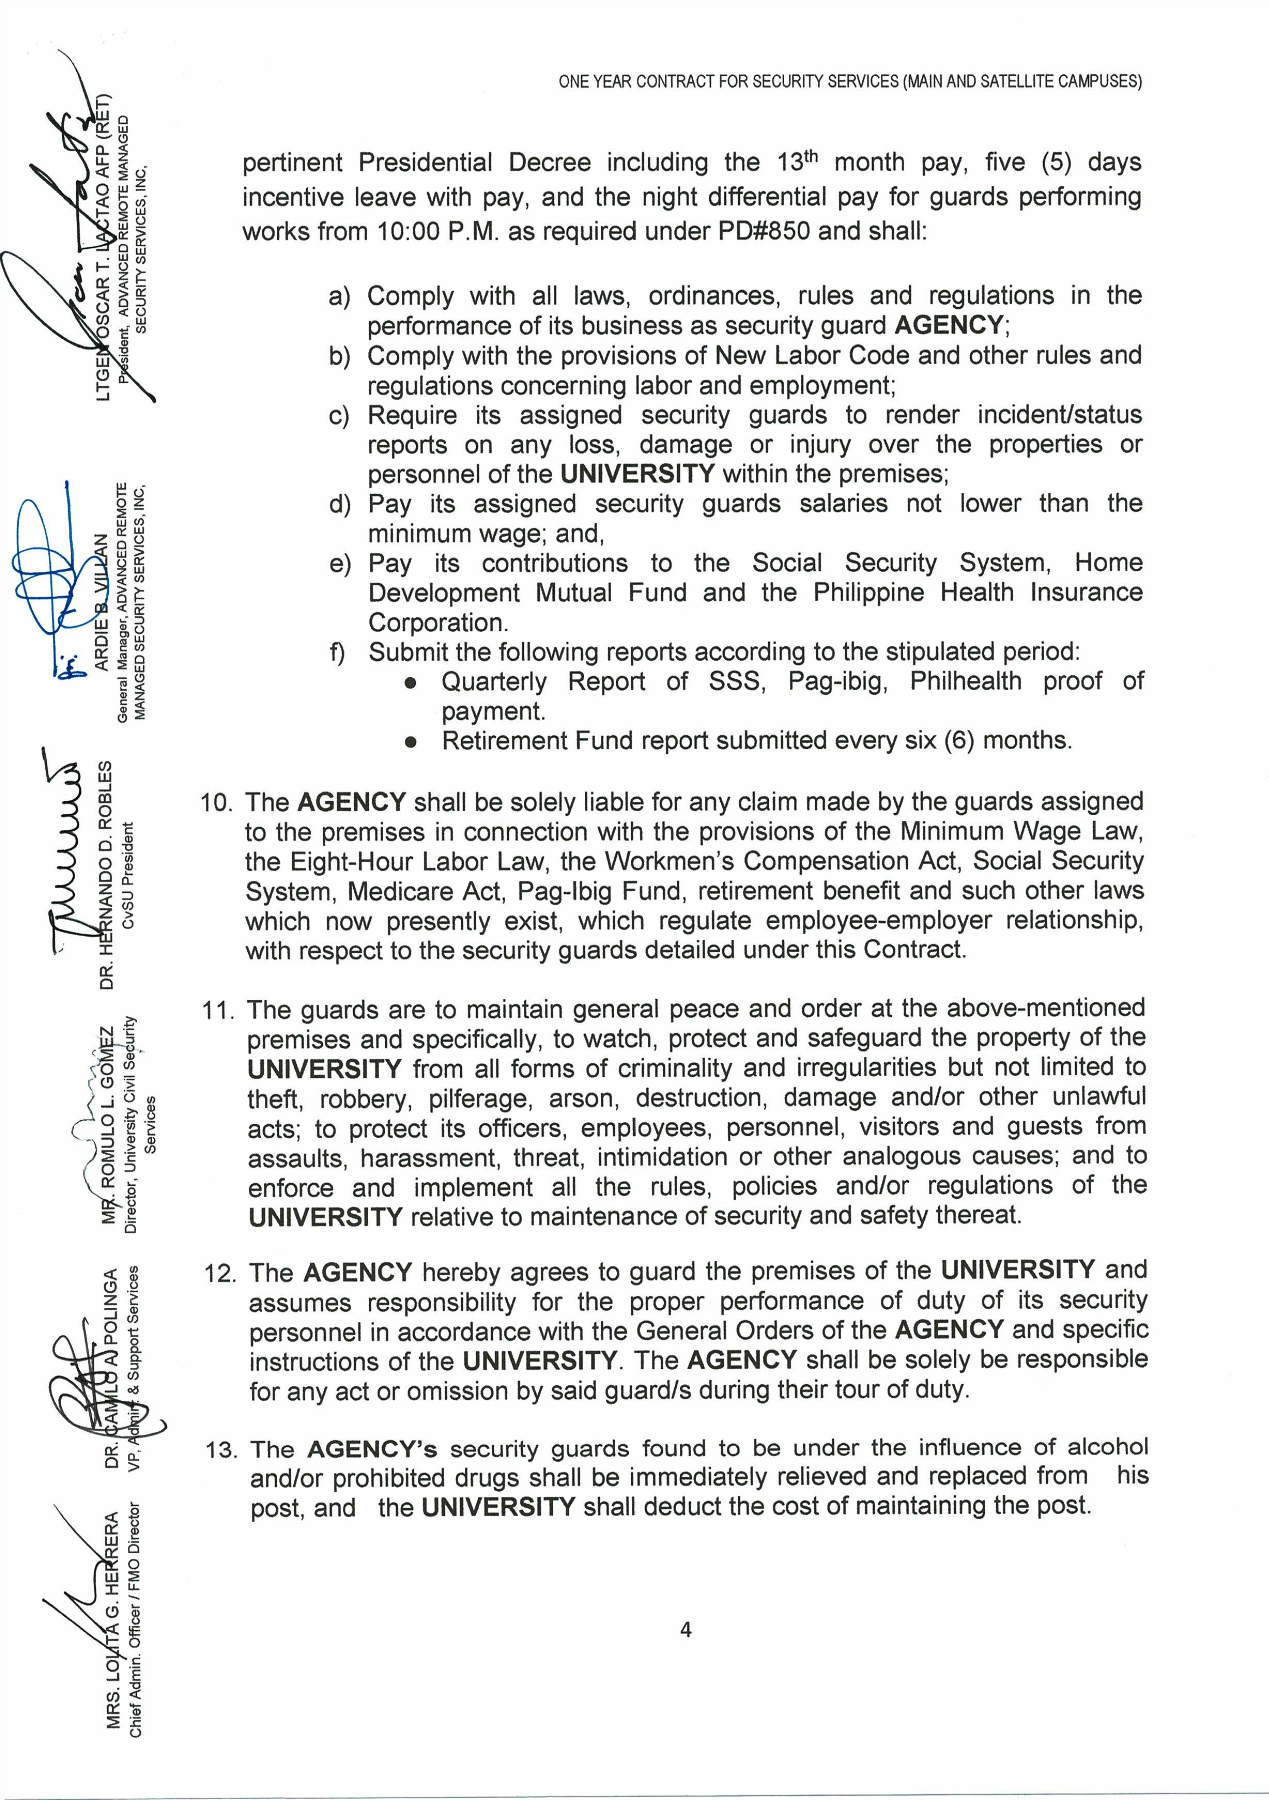 ONE YEAR CONTRACT FOR SECURITY SERVICES (MAIN AND SATELLITE CAMPUSES)
pertinent Presidential Decree including the 13th month pay, five (5) days
incentive leave with pay, and the night differential pay for guards performing
works from 10:00 P.M. as required under PD#850 and shall:
a) Comply with all laws, ordinances, rules and regulations in the
performance of its business as security guard AGENCY;
b) Comply with the provisions of New Labor Code and other rules and
regulations concerning labor and employment;
c) Require its assigned security guards to render incident/status
reports on any loss, damage or injury over the properties or
personnel of the UNIVERSITY within the premises;
d) Pay its assigned security guards salaries not lower than the
minimum wage; and,
e) Pay its contributions to the Social Security System, Home
Development Mutual Fund and the Philippine Health Insurance
Corporation.
f) Submit the following reports according to the stipulated period:
● Quarterly Report of SSS, Pag-ibig, Philhealth proof of
payment.
● Retirement Fund report submitted every six (6) months.
10. The AGENCY shall be solely liable for any claim made by the guards assigned
to the premises in connection with the provisions of the Minimum Wage Law,
the Eight-Hour Labor Law, the Workmen's Compensation Act, Social Security
System, Medicare Act, Pag-Ibig Fund, retirement benefit and such other laws
which now presently exist, which regulate employee-employer relationship,
with respect to the security guards detailed under this Contract.
11. The guards are to maintain general peace and order at the above-mentioned
premises and specifically, to watch, protect and safeguard the property of the
UNIVERSITY from all forms of criminality and irregularities but not limited to
theft, robbery, pilferage, arson, destruction, damage and/or other unlawful
acts; to protect its officers, employees, personnel, visitors and guests from
assaults, harassment, threat, intimidation or other analogous causes; and to
enforce and implement all the rules, policies and/or regulations of the
UNIVERSITY relative to maintenance of security and safety thereat.
12. The AGENCY hereby agrees to guard the premises of the UNIVERSITY and
assumes responsibility for the proper performance of duty of its security
personnel in accordance with the General Orders of the AGENCY and specific
instructions of the UNIVERSITY. The AGENCY shall be solely be responsible
for any act or omission by said guard/s during their tour of duty.
13. The AGENCY's security guards found to be under the influence of alcohol
and/or prohibited drugs shall be immediately relieved and replaced from his
post, and the UNIVERSITY shall deduct the cost of maintaining the post.
4
LTGEN OSCAR T. LACTAO AFP (RET)
President, ADVANCED REMOTE MANAGED
SECURITY SERVICES, INC,
ARDIE B. VILLAN
General Manager, ADVANCED REMOTE
MANAGED SECURITY SERVICES, INC,
DR. HERNANDO D. ROBLES
CvSU President
MR. ROMULO L. GOMEZ
Director, University Civil Security
Services
DR. CAMILO A. POLINGA
VP, Admin. & Support Services
MRS. LOLITA G. HERRERA
Chief Admin. Officer / FMO Director